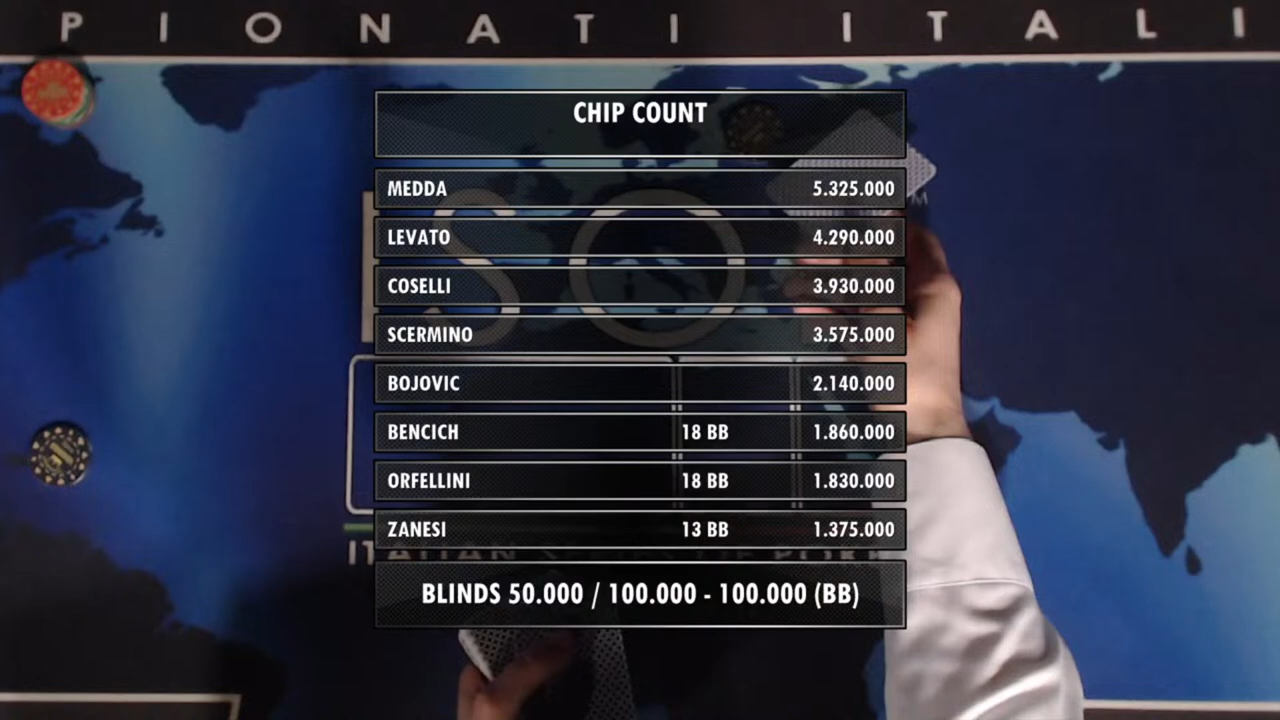 PIONATI ITALI
CHIP COUNT
MEDDA 5.325.000
LEVATO 4.290.000
COSELLI 3.930.000
SCERMINO 3.575.000
BOJOVIC 2.140.000
BENCICH 18 BB 1.860.000
ORFELLINI 18 BB 1.830.000
ZANESI 13 BB 1.375.000
BLINDS 50.000 / 100.000 - 100.000 (BB)